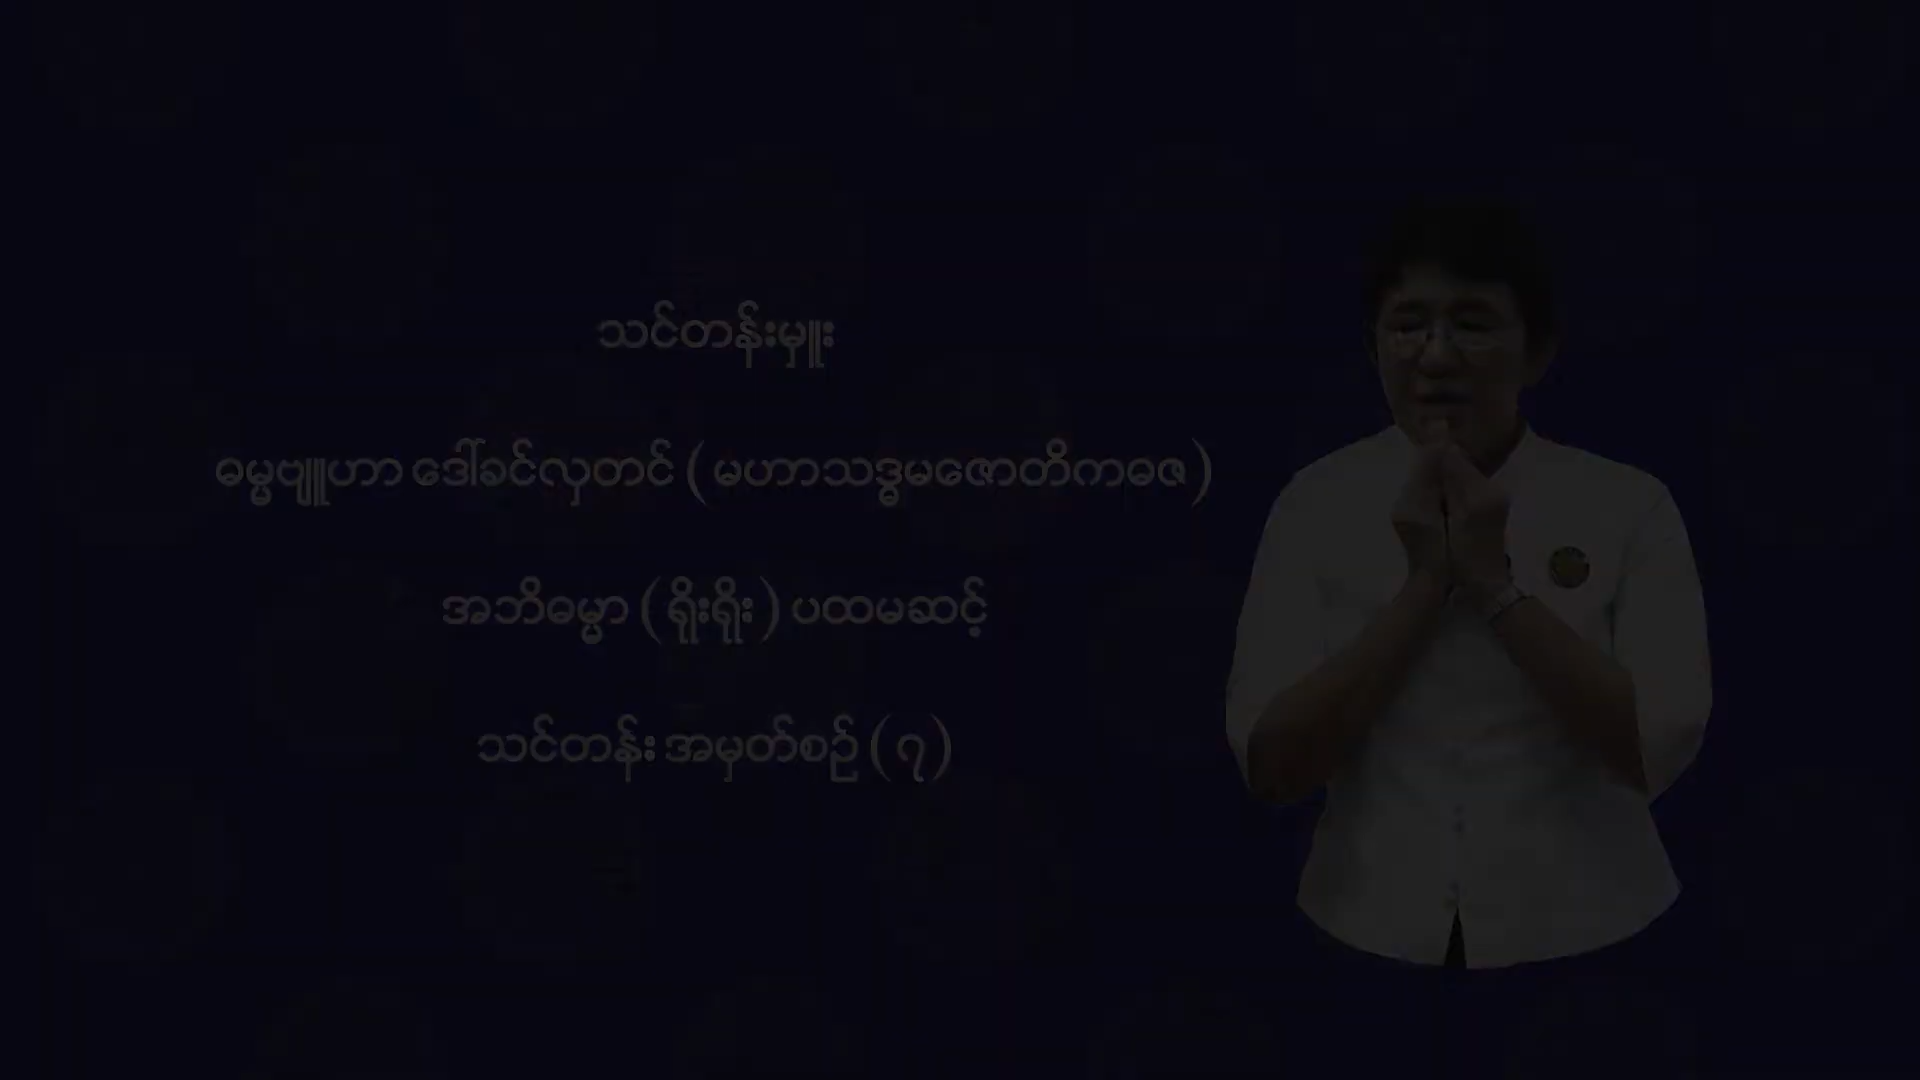 သင်တန်းမှူး
ဓမ္မဗျူဟာ ဒေါ်ခင်လှတင် ( မဟာသဒ္ဓမဇောတိကဓဇ )
အဘိဓမ္မာ ( ရိုးရိုး ) ပထမဆင့်
သင်တန်း အမှတ်စဉ် ( ၇ )